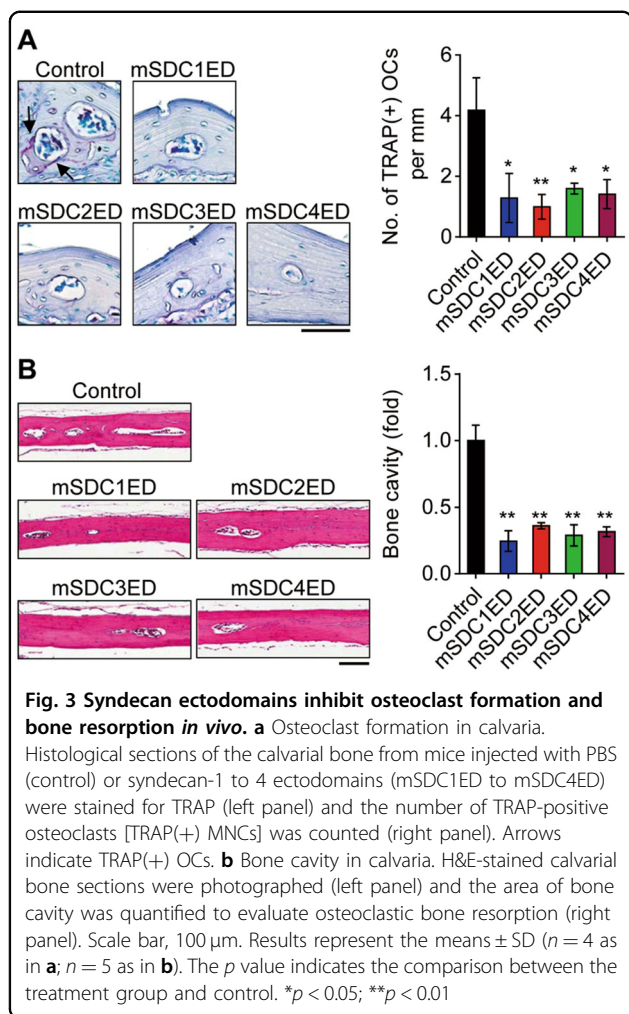 A
Control
mSDC1ED
mSDC2ED
mSDC3ED
mSDC4ED
No. of TRAP(+) OCs
per mm
6
4
2
0
*
**
*
*
Control
mSDC1ED
mSDC2ED
mSDC3ED
mSDC4ED
B
Control
mSDC1ED
mSDC2ED
mSDC3ED
mSDC4ED
Bone cavity (fold)
1.5
1.0
0.5
0.0
**
**
**
**
Control
mSDC1ED
mSDC2ED
mSDC3ED
mSDC4ED
Fig. 3 Syndecan ectodomains inhibit osteoclast formation and
bone resorption in vivo. a Osteoclast formation in calvaria.
Histological sections of the calvarial bone from mice injected with PBS
(control) or syndecan-1 to 4 ectodomains (mSDC1ED to mSDC4ED)
were stained for TRAP (left panel) and the number of TRAP-positive
osteoclasts [TRAP(+) MNCs] was counted (right panel). Arrows
indicate TRAP(+) OCs. b Bone cavity in calvaria. H&E-stained calvarial
bone sections were photographed (left panel) and the area of bone
cavity was quantified to evaluate osteoclastic bone resorption (right
panel). Scale bar, 100 μm. Results represent the means ± SD (n = 4 as
in a; n = 5 as in b). The p value indicates the comparison between the
treatment group and control. *p < 0.05; **p < 0.01